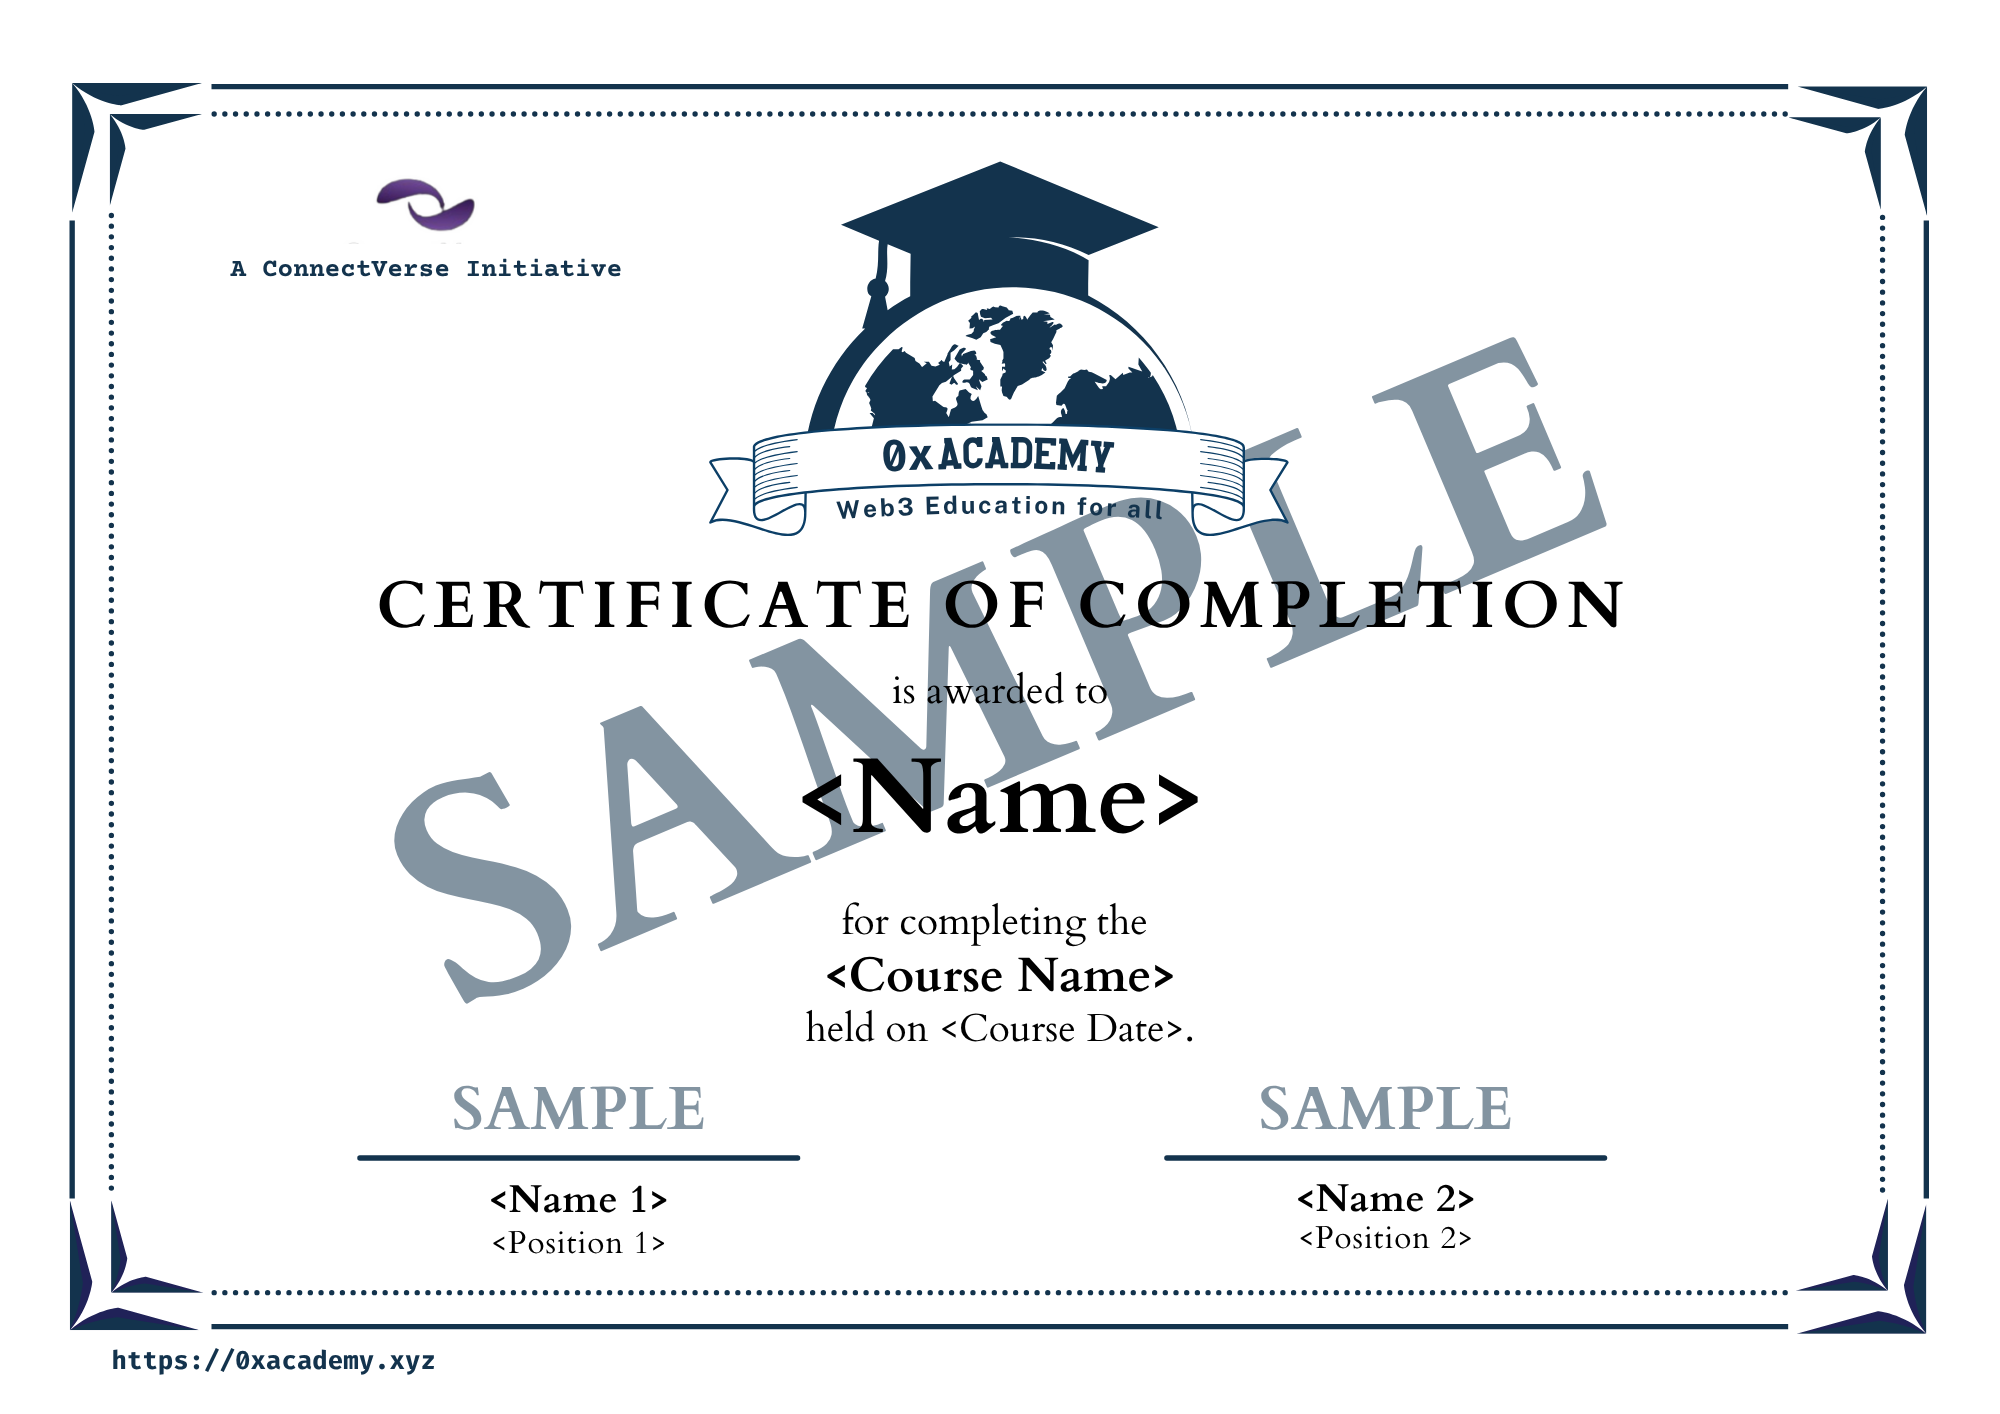 A ConnectVerse Initiative
0xACADEMY
Web3 Education for all
CERTIFICATE OF COMPLETION
is awarded to
<Name>
SAMPLE
for completing the
<Course Name>
held on <Course Date>.
SAMPLE
SAMPLE
<Name 1>
<Name 2>
<Position 1>
<Position 2>
https://0xacademy.xyz